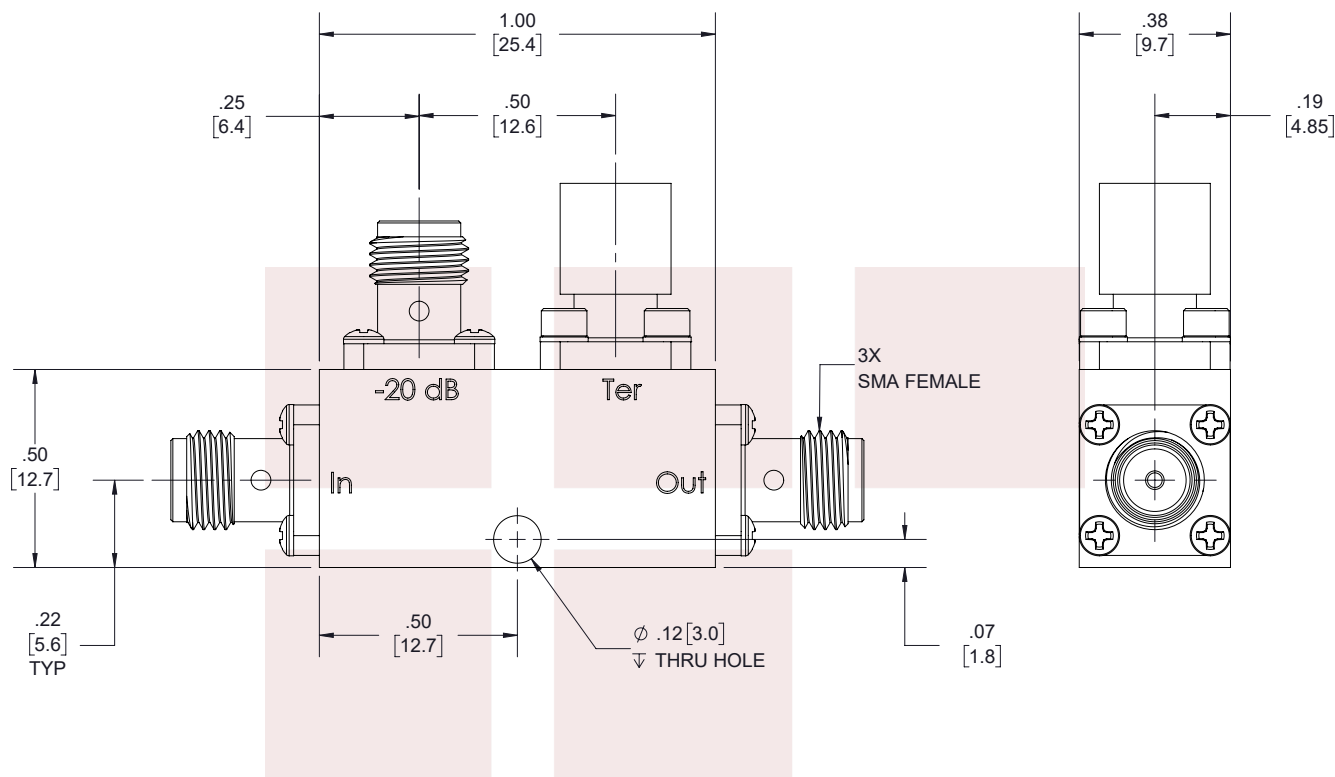 1.00
[25.4]
.38
[9.7]
.25
[6.4]
.50
[12.6]
.19
[4.85]
3X
SMA FEMALE
-20 dB
Ter
.50
[12.7]
In
Out
.22
[5.6]
TYP
.50
[12.7]
Ø .12[3.0]
↧ THRU HOLE
.07
[1.8]